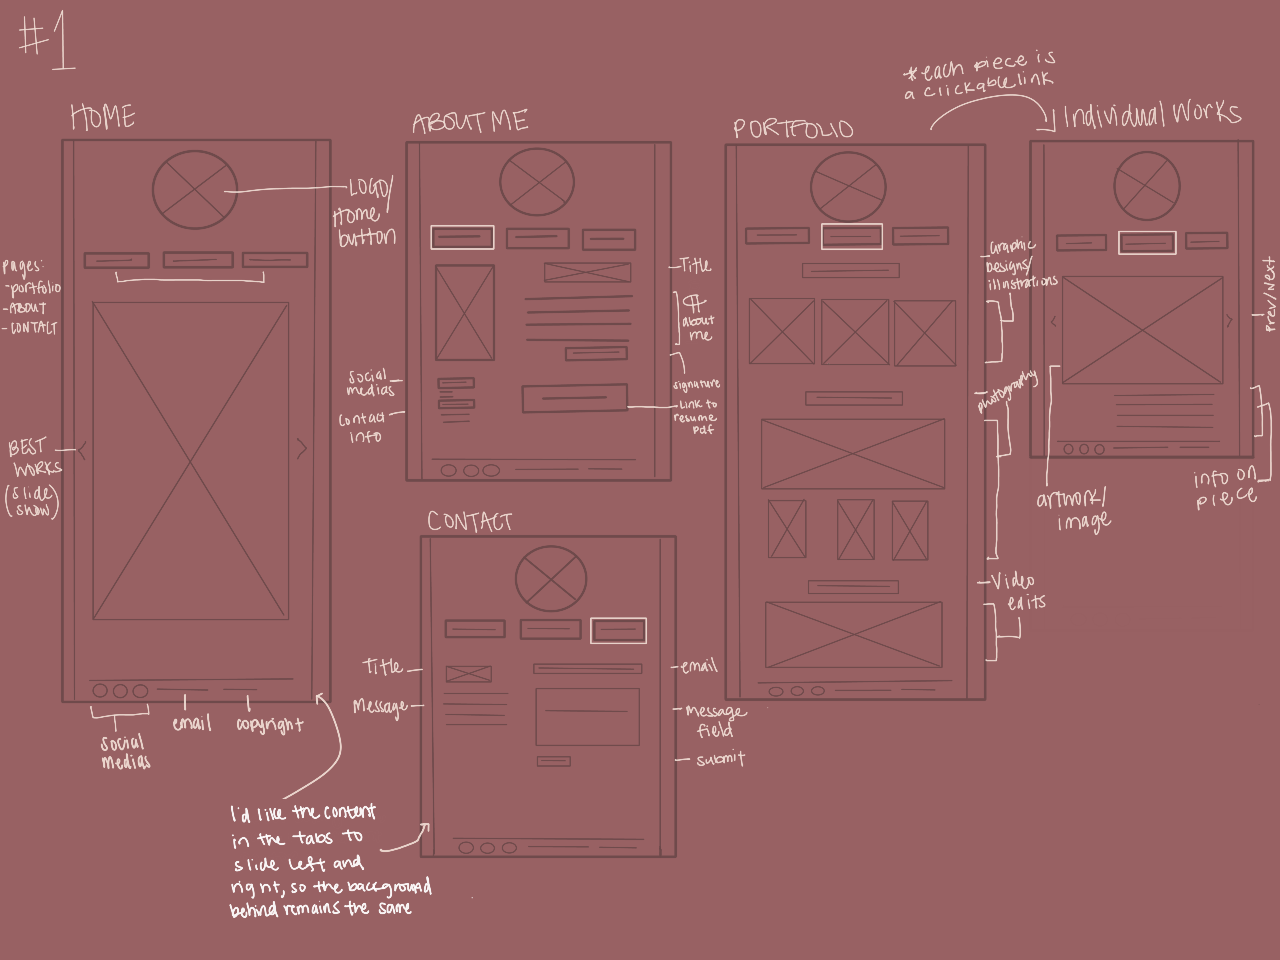 #1
HOME
LOGO/
Home
button
Pages:
-portfolio
-ABOUT
-CONTACT
BEST
WORKS
(slide
show)
social
medias
email
copyright
I'd like the content
in the tabs to
slide left and
right, so the background
behind remains the same
ABOUT ME
Title
¶
about
me
signature
Link to
resume
pdf
social
medias
Contact
info
CONTACT
Title
Message
email
Message
field
submit
PORTFOLIO
Graphic
Designs/
illustrations
photography
Video
edits
*each piece is
a clickable link
Individual Works
Prev/Next
artwork/
image
info on
piece